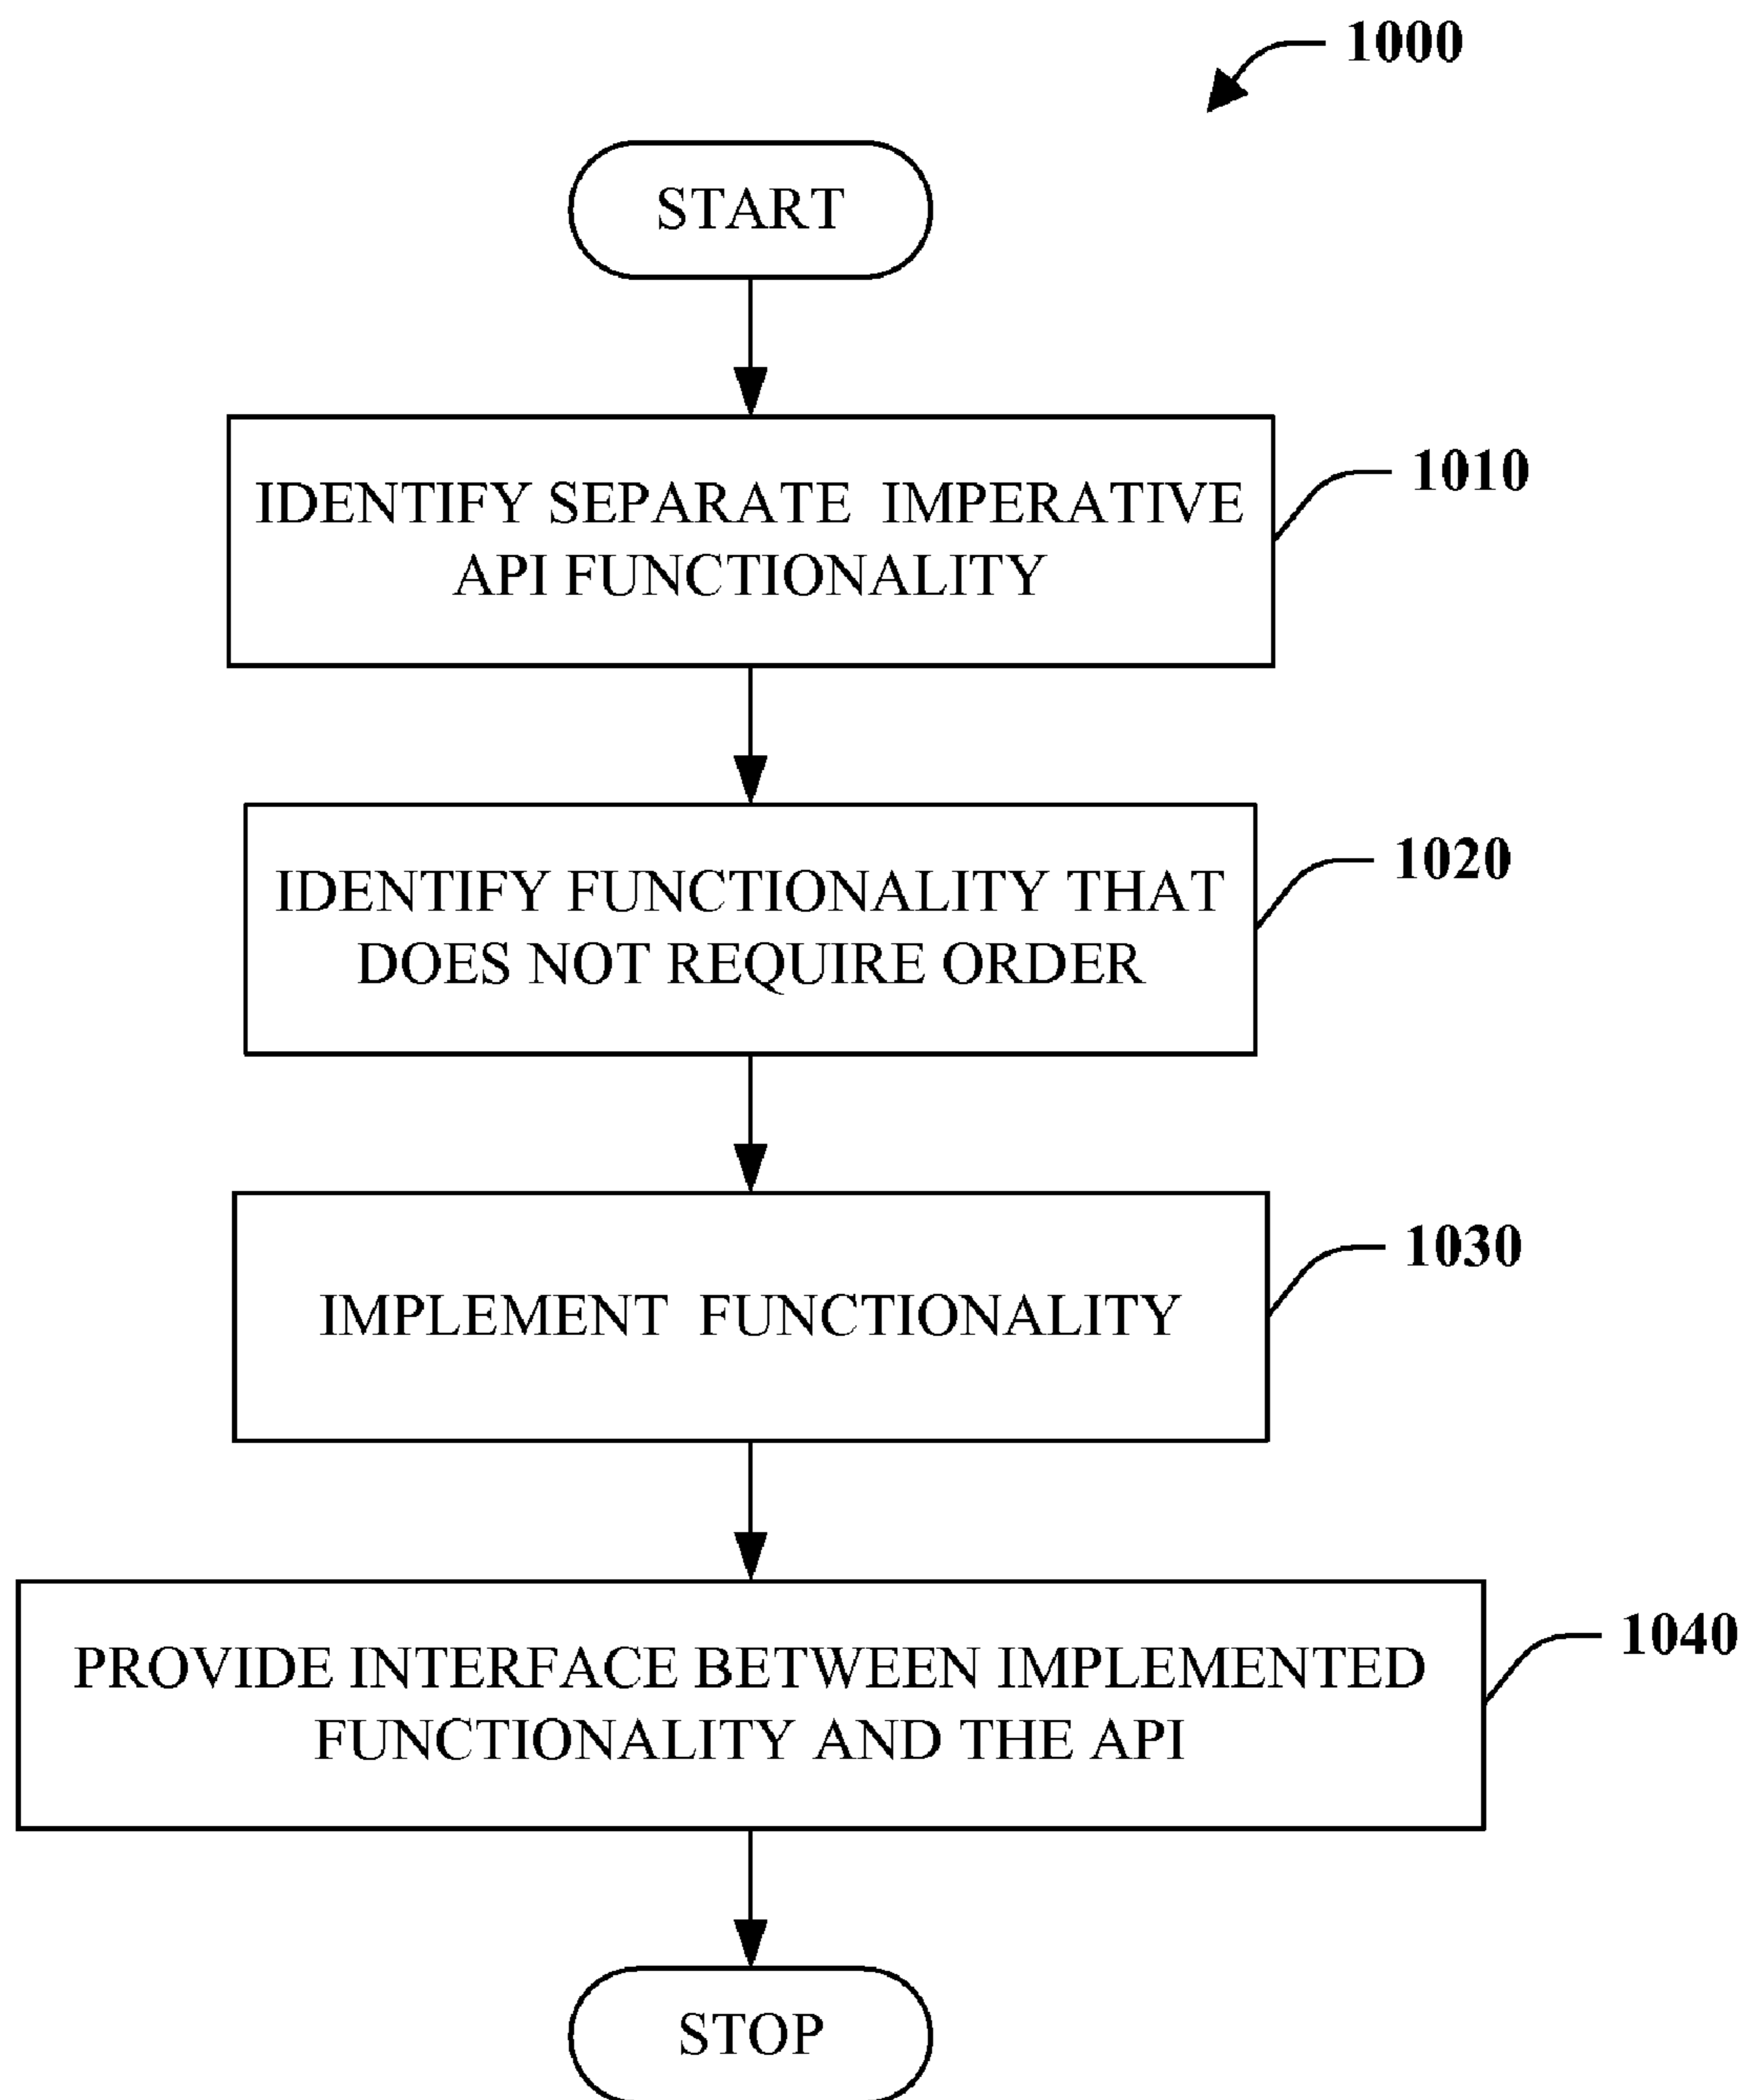 1000
START
IDENTIFY SEPARATE IMPERATIVE
API FUNCTIONALITY
1010
IDENTIFY FUNCTIONALITY THAT
DOES NOT REQUIRE ORDER
1020
IMPLEMENT FUNCTIONALITY
1030
PROVIDE INTERFACE BETWEEN IMPLEMENTED
FUNCTIONALITY AND THE API
1040
STOP